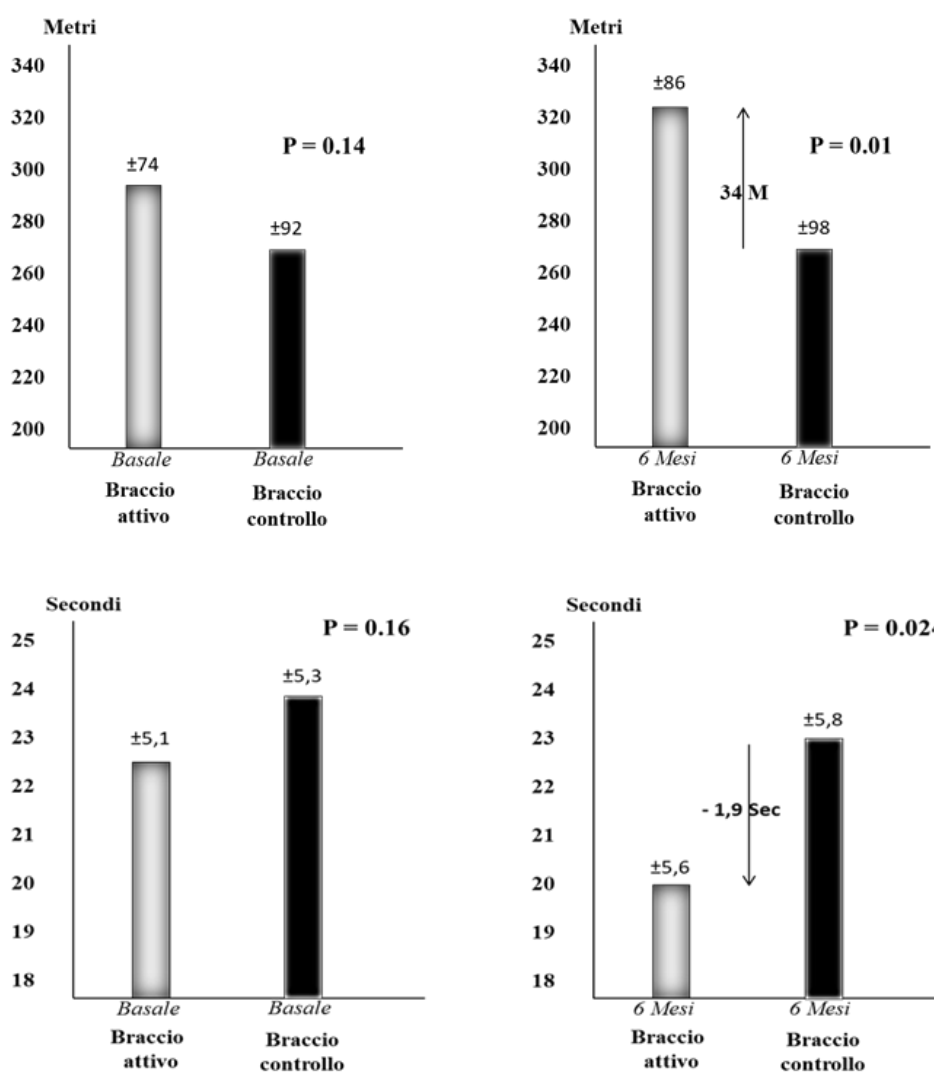 Metri
340
320
300
280
260
240
220
200
±74
±92
P = 0.14
Basale
Basale
Braccio
attivo
Braccio
controllo
Metri
340
320
300
280
260
240
220
200
±86
34 M
±98
P = 0.01
6 Mesi
6 Mesi
Braccio
attivo
Braccio
controllo
Secondi
25
24
23
22
21
20
19
18
±5,1
±5,3
P = 0.16
Basale
Basale
Braccio
attivo
Braccio
controllo
Secondi
25
24
23
22
21
20
19
18
±5,6
- 1,9 Sec
±5,8
P = 0.024
6 Mesi
6 Mesi
Braccio
attivo
Braccio
controllo